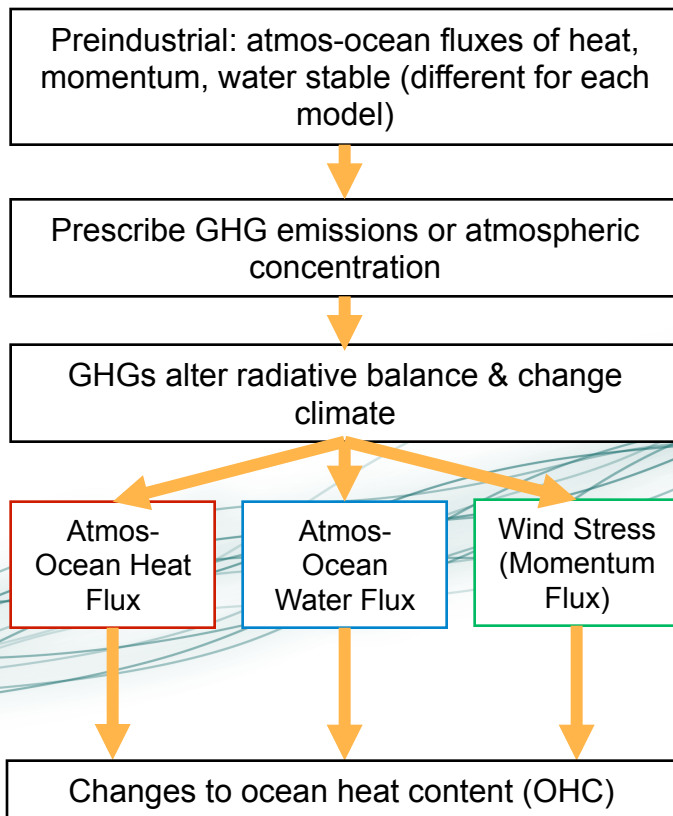 Preindustrial: atmos-ocean fluxes of heat,
momentum, water stable (different for each
model)
Prescribe GHG emissions or atmospheric
concentration
GHGs alter radiative balance & change
climate
Atmos-
Ocean Heat
Flux
Atmos-
Ocean
Water Flux
Wind Stress
(Momentum
Flux)
Changes to ocean heat content (OHC)